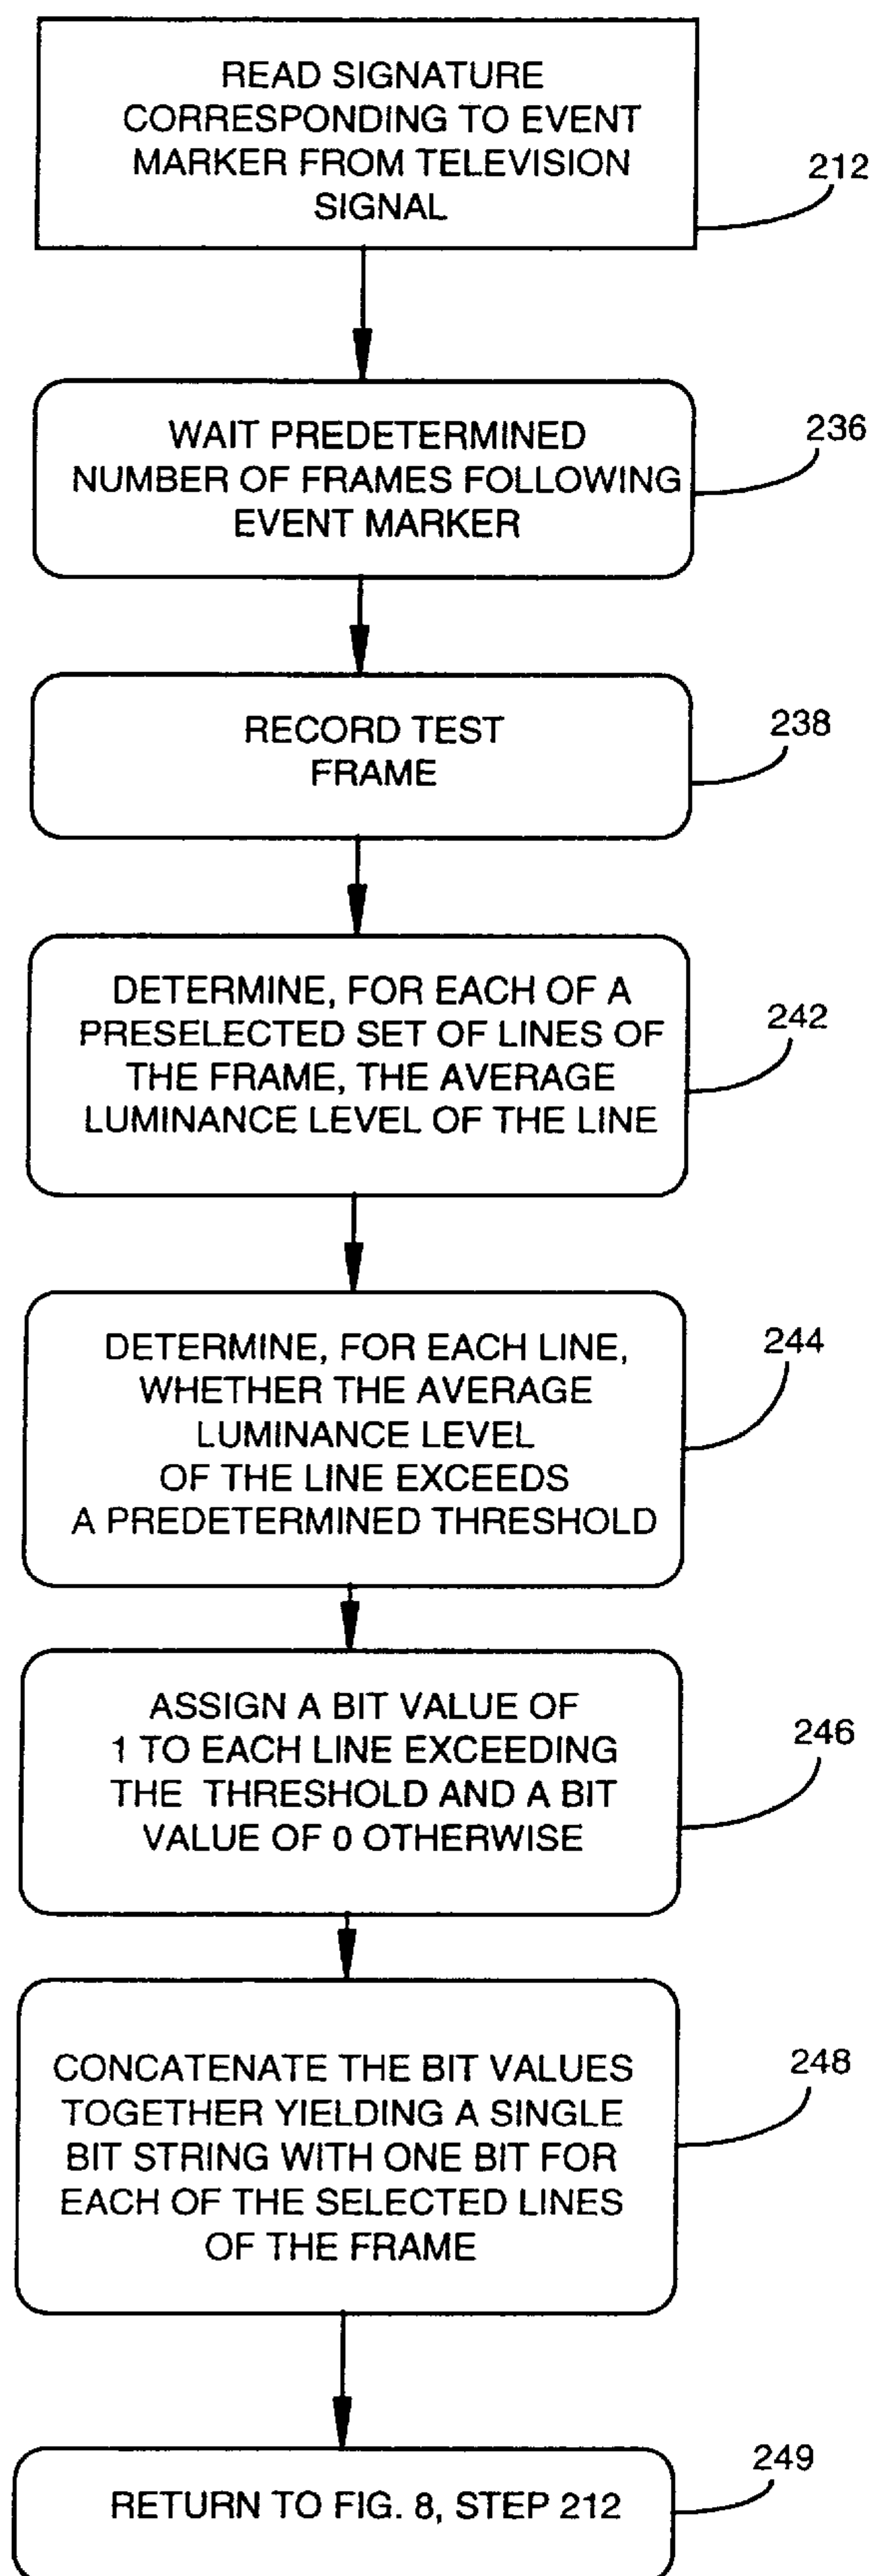 READ SIGNATURE
CORRESPONDING TO EVENT
MARKER FROM TELEVISION
SIGNAL
212
WAIT PREDETERMINED
NUMBER OF FRAMES FOLLOWING
EVENT MARKER
236
RECORD TEST
FRAME
238
DETERMINE, FOR EACH OF A
PRESELECTED SET OF LINES OF
THE FRAME, THE AVERAGE
LUMINANCE LEVEL OF THE LINE
242
DETERMINE, FOR EACH LINE,
WHETHER THE AVERAGE
LUMINANCE LEVEL
OF THE LINE EXCEEDS
A PREDETERMINED THRESHOLD
244
ASSIGN A BIT VALUE OF
1 TO EACH LINE EXCEEDING
THE THRESHOLD AND A BIT
VALUE OF 0 OTHERWISE
246
CONCATENATE THE BIT VALUES
TOGETHER YIELDING A SINGLE
BIT STRING WITH ONE BIT FOR
EACH OF THE SELECTED LINES
OF THE FRAME
248
RETURN TO FIG. 8, STEP 212
249